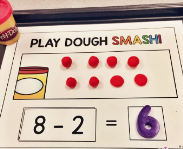 PLAY DOUGH SMASH!
8 - 2 = 6